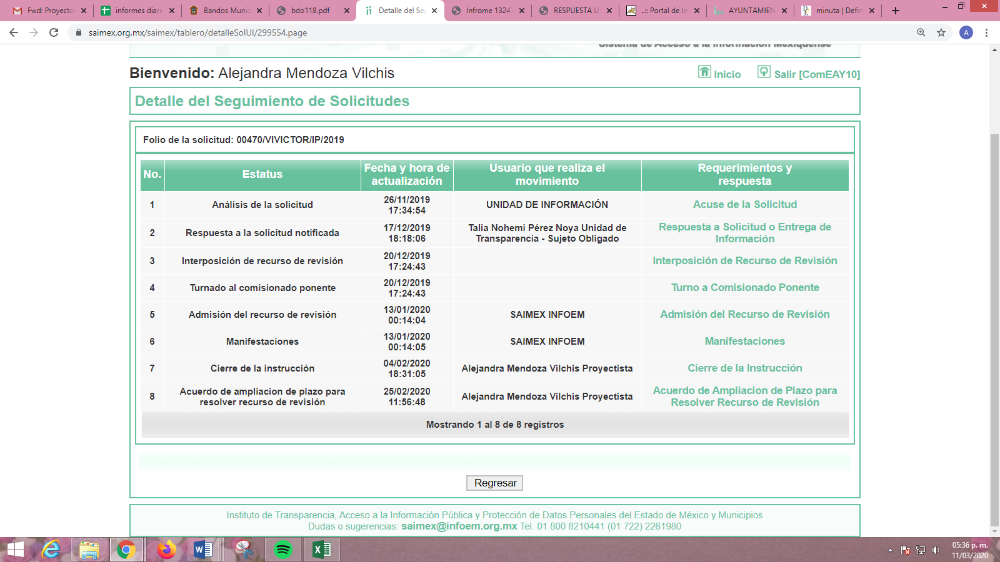 Fwd: Proyectos
informes diario
Bandos Munic
bdo118.pdf
Detalle del Se
Infrome 13247
RESPUESTA UT
..:: Portal de In
AYUNTAMIEN
minuta | Defin
saimex.org.mx/saimex/tablero/detalleSolUI/299554.page
A
Sistema de Acceso a la Información Mexiquense
Bienvenido: Alejandra Mendoza Vilchis
Inicio
Salir [ComEAY10]
Detalle del Seguimiento de Solicitudes
Folio de la solicitud: 00470/VIVICTOR/IP/2019
No.
Estatus
Fecha y hora de
actualización
Usuario que realiza el
movimiento
Requerimientos y
respuesta
1
Análisis de la solicitud
26/11/2019
17:34:54
UNIDAD DE INFORMACIÓN
Acuse de la Solicitud
2
Respuesta a la solicitud notificada
17/12/2019
18:18:06
Talia Nohemi Pérez Noya Unidad de
Transparencia - Sujeto Obligado
Respuesta a Solicitud o Entrega de
Información
3
Interposición de recurso de revisión
20/12/2019
17:24:43
Interposición de Recurso de Revisión
4
Turnado al comisionado ponente
20/12/2019
17:24:43
Turno a Comisionado Ponente
5
Admisión del recurso de revisión
13/01/2020
00:14:04
SAIMEX INFOEM
Admisión del Recurso de Revisión
6
Manifestaciones
13/01/2020
00:14:05
SAIMEX INFOEM
Manifestaciones
7
Cierre de la instrucción
04/02/2020
18:31:05
Alejandra Mendoza Vilchis Proyectista
Cierre de la Instrucción
8
Acuerdo de ampliacion de plazo para
resolver recurso de revisión
25/02/2020
11:56:48
Alejandra Mendoza Vilchis Proyectista
Acuerdo de Ampliacion de Plazo para
Resolver Recurso de Revisión
Mostrando 1 al 8 de 8 registros
Regresar
Instituto de Transparencia, Acceso a la Información Pública y Protección de Datos Personales del Estado de México y Municipios
Dudas o sugerencias: saimex@infoem.org.mx Tel. 01 800 8210441 (01 722) 2261980
05:36 p. m.
11/03/2020